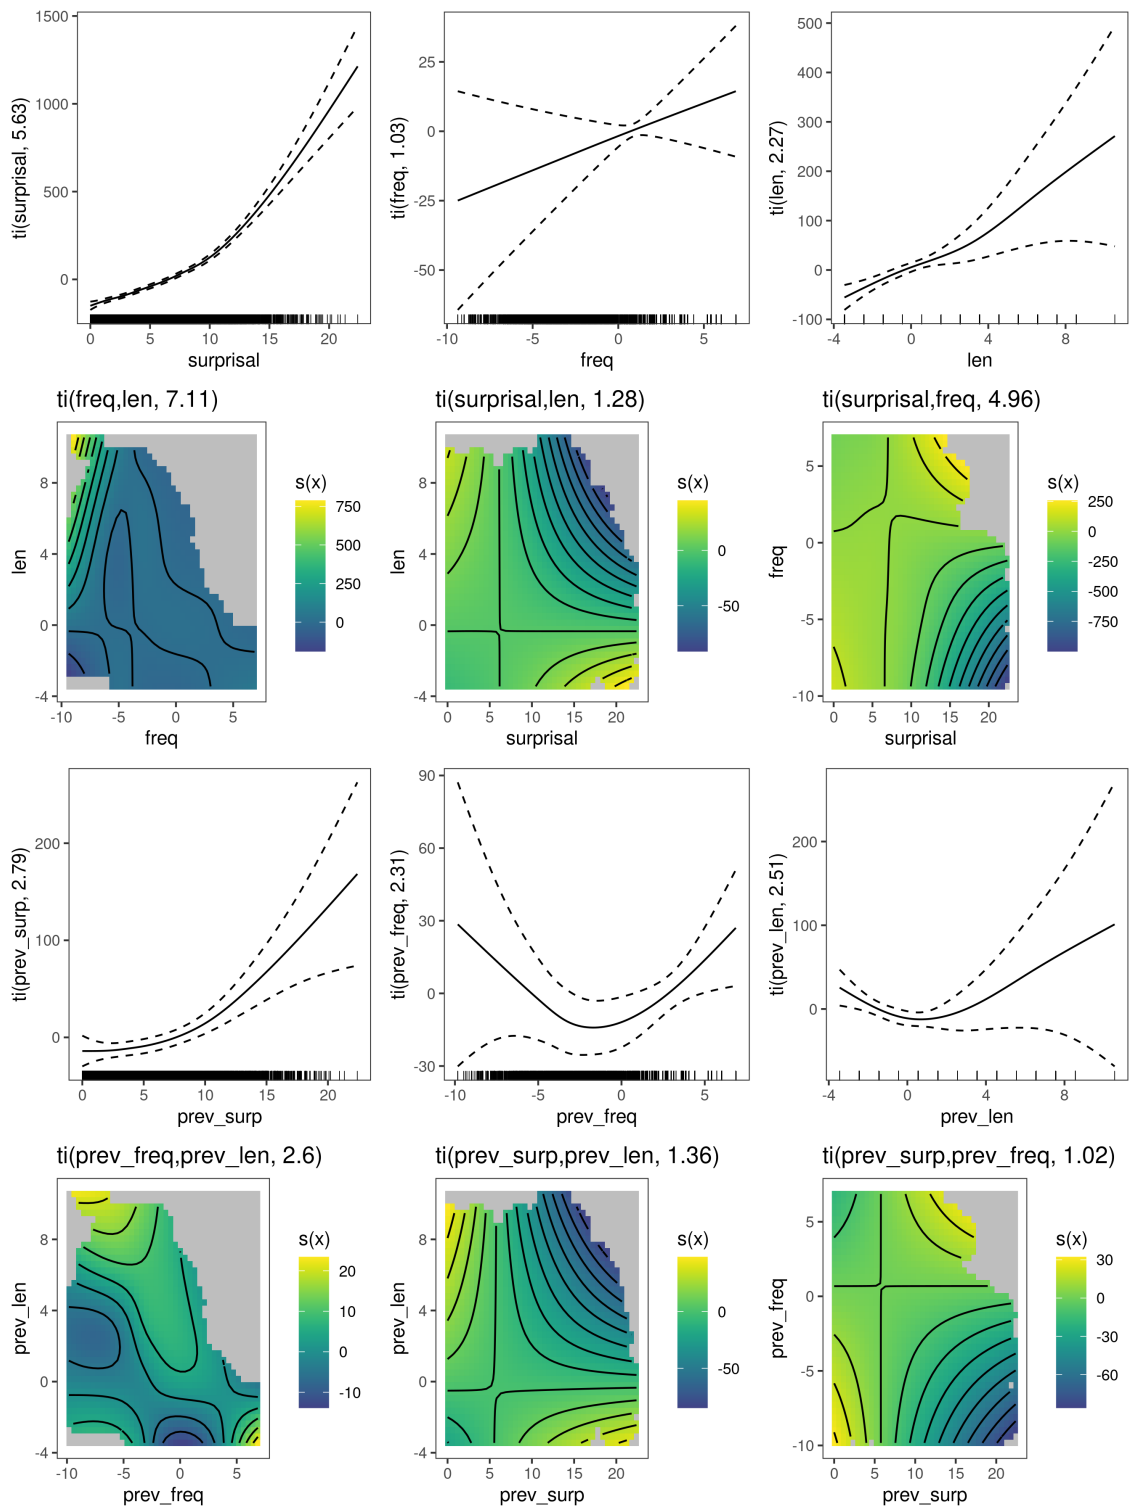 ti(surprisal, 5.63)
1500
1000
500
0
0 5 10 15 20
surprisal
ti(freq, 1.03)
25
0
-25
-50
-10 -5 0 5
freq
ti(len, 2.27)
500
400
300
200
100
0
-100
-4 0 4 8
len
ti(freq,len, 7.11)
len
8
4
0
-4
-10 -5 0 5
freq
s(x)
750
500
250
0
ti(surprisal,len, 1.28)
len
8
4
0
-4
0 5 10 15 20
surprisal
s(x)
0
-50
ti(surprisal,freq, 4.96)
freq
5
0
-5
-10
0 5 10 15 20
surprisal
s(x)
250
0
-250
-500
-750
ti(prev_surp, 2.79)
200
100
0
0 5 10 15 20
prev_surp
ti(prev_freq, 2.31)
90
60
30
0
-30
-10 -5 0 5
prev_freq
ti(prev_len, 2.51)
200
100
0
-4 0 4 8
prev_len
ti(prev_freq,prev_len, 2.6)
prev_len
8
4
0
-4
-10 -5 0 5
prev_freq
s(x)
20
10
0
-10
ti(prev_surp,prev_len, 1.36)
prev_len
8
4
0
-4
0 5 10 15 20
prev_surp
s(x)
0
-50
ti(prev_surp,prev_freq, 1.02)
prev_freq
5
0
-5
-10
0 5 10 15 20
prev_surp
s(x)
30
0
-30
-60